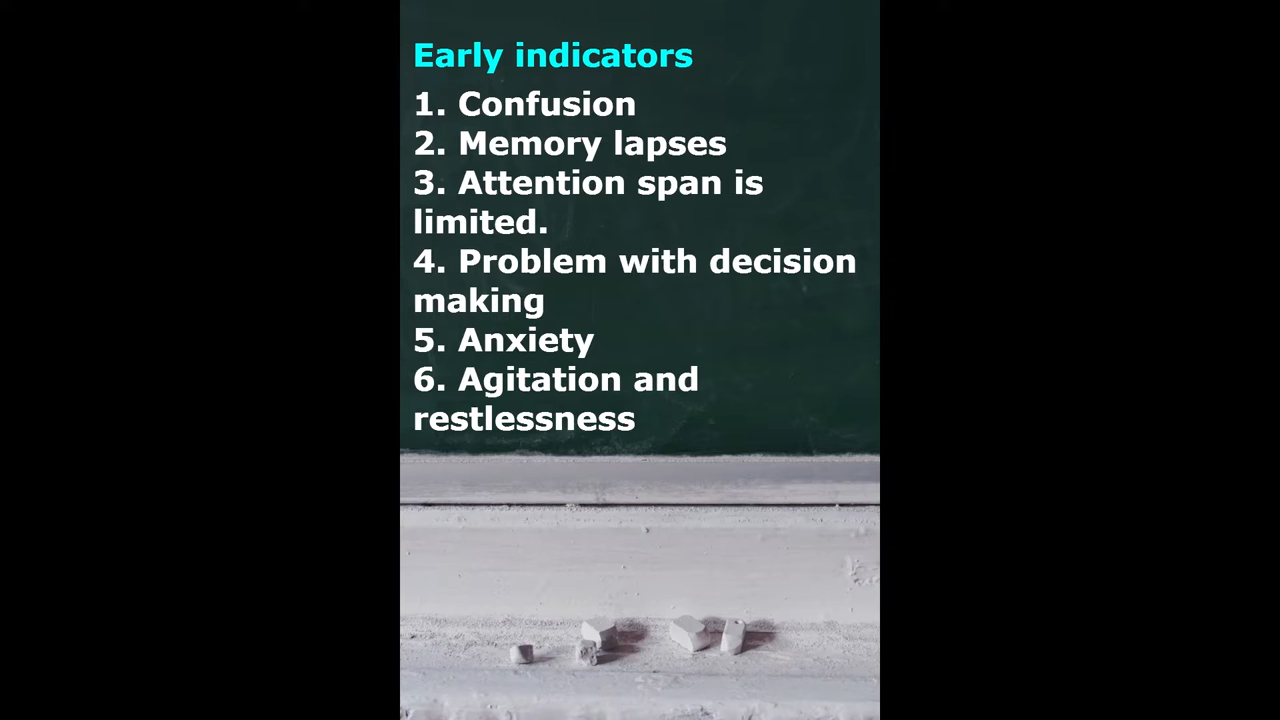 Early indicators
1. Confusion
2. Memory lapses
3. Attention span is
limited.
4. Problem with decision
making
5. Anxiety
6. Agitation and
restlessness